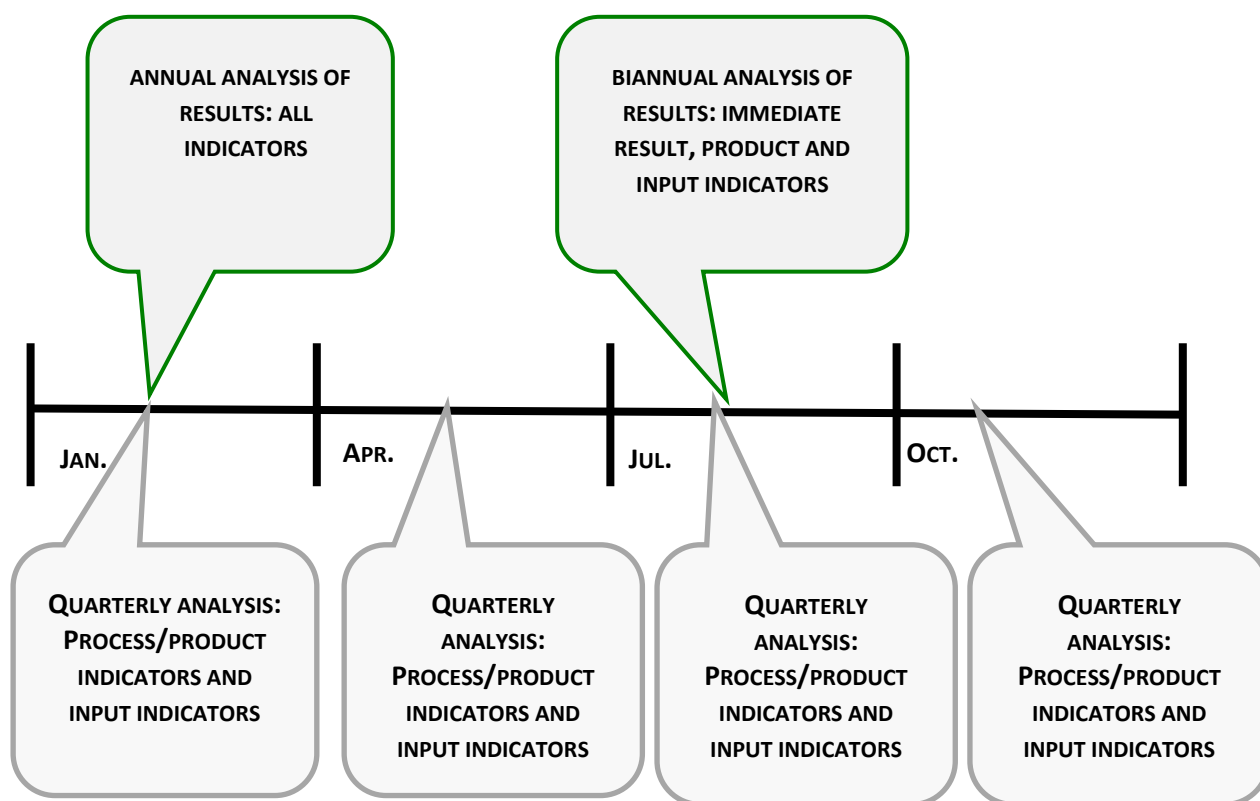 ANNUAL ANALYSIS OF
RESULTS: ALL
INDICATORS
BIANNUAL ANALYSIS OF
RESULTS: IMMEDIATE
RESULT, PRODUCT AND
INPUT INDICATORS
JAN.
APR.
JUL.
OCT.
QUARTERLY ANALYSIS:
PROCESS/PRODUCT
INDICATORS AND
INPUT INDICATORS
QUARTERLY
ANALYSIS:
PROCESS/PRODUCT
INDICATORS AND
INPUT INDICATORS
QUARTERLY
ANALYSIS:
PROCESS/PRODUCT
INDICATORS AND
INPUT INDICATORS
QUARTERLY
ANALYSIS:
PROCESS/PRODUCT
INDICATORS AND
INPUT INDICATORS